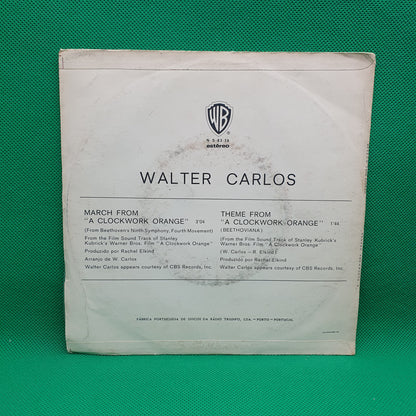 WB
N S-63-18
estéreo
WALTER CARLOS
MARCH FROM
"A CLOCKWORK ORANGE" 2'04
(From Beethoven's Ninth Symphony, Fourth Movement)
From the Film Sound Track of Stanley
Kubrick's Warner Bros. Film "A Clockwork Orange"
Produzido por Rachel Elkind
Arranjo de W. Carlos
Walter Carlos appears courtesy of CBS Records, Inc.
THEME FROM
"A CLOCKWORK ORANGE" 1'44
(BEETHOVIANA)
(From the Film Sound Track of Stanley Kubrick's
Warner Bros. Film "A Clockwork Orange")
(W. Carlos – R. Elkind)
Produzido por Rachel Elkind
Walter Carlos appears courtesy of CBS Records, Inc.
FÁBRICA PORTUGUESA DE DISCOS DA RÁDIO TRIUNFO, LDA. – PORTO – PORTUGAL